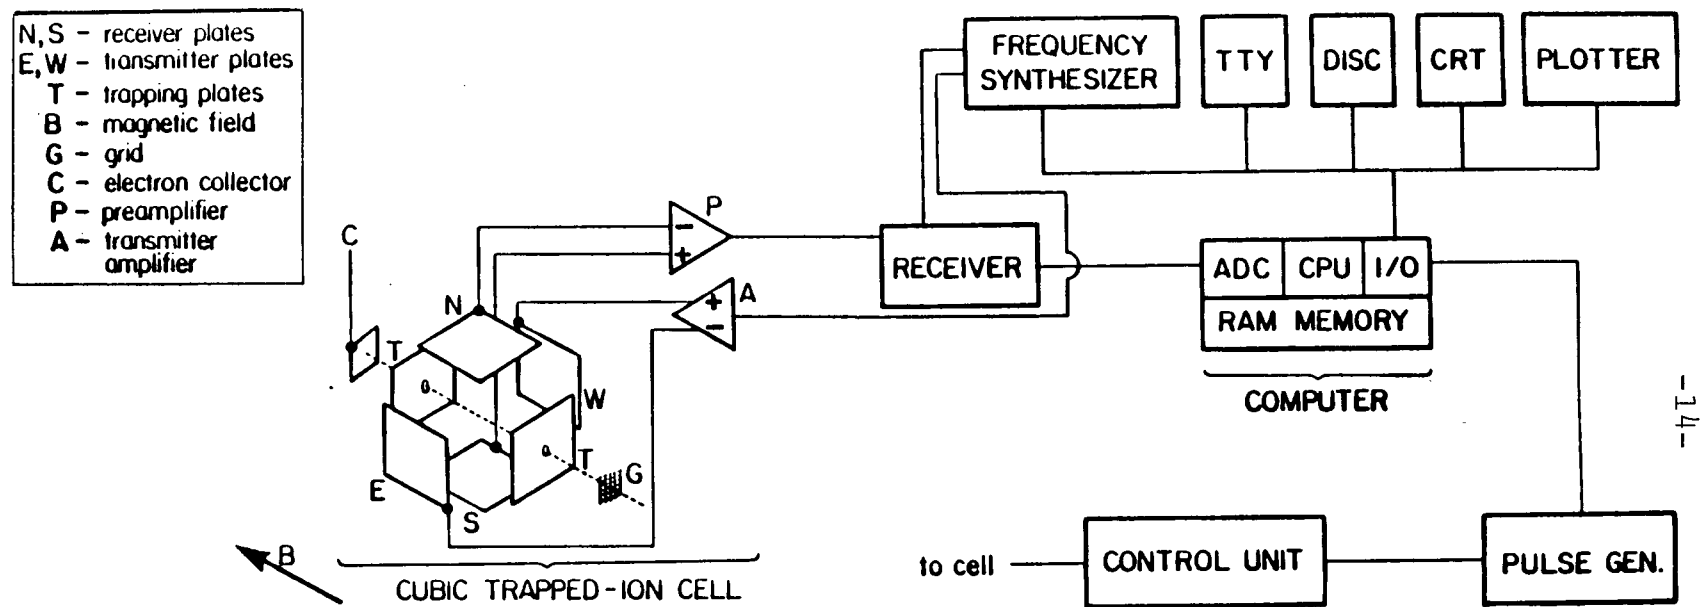 N,S - receiver plates
E,W - transmitter plates
T - trapping plates
B - magnetic field
G - grid
C - electron collector
P - preamplifier
A - transmitter
amplifier
FREQUENCY
SYNTHESIZER
TTY
DISC
CRT
PLOTTER
C
P
-
+
RECEIVER
ADC
CPU
I/O
RAM MEMORY
COMPUTER
N
+
-
A
T
W
T
G
E
S
B
CUBIC TRAPPED-ION CELL
to cell
CONTROL UNIT
PULSE GEN.
-14-